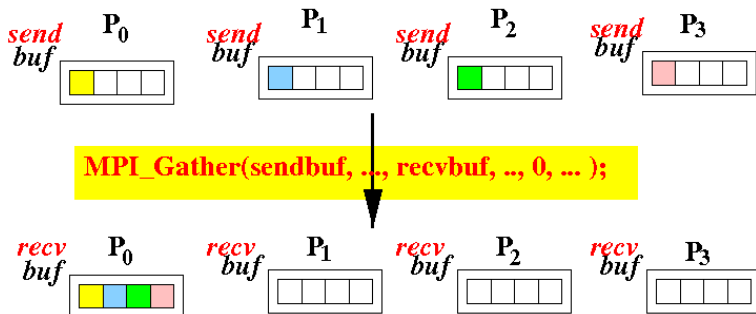 send P0 send P1 send P2 send P3
buf buf buf buf
MPI_Gather(sendbuf, ..., recvbuf, .., 0, ... );
recv P0 recv P1 recv P2 recv P3
buf buf buf buf